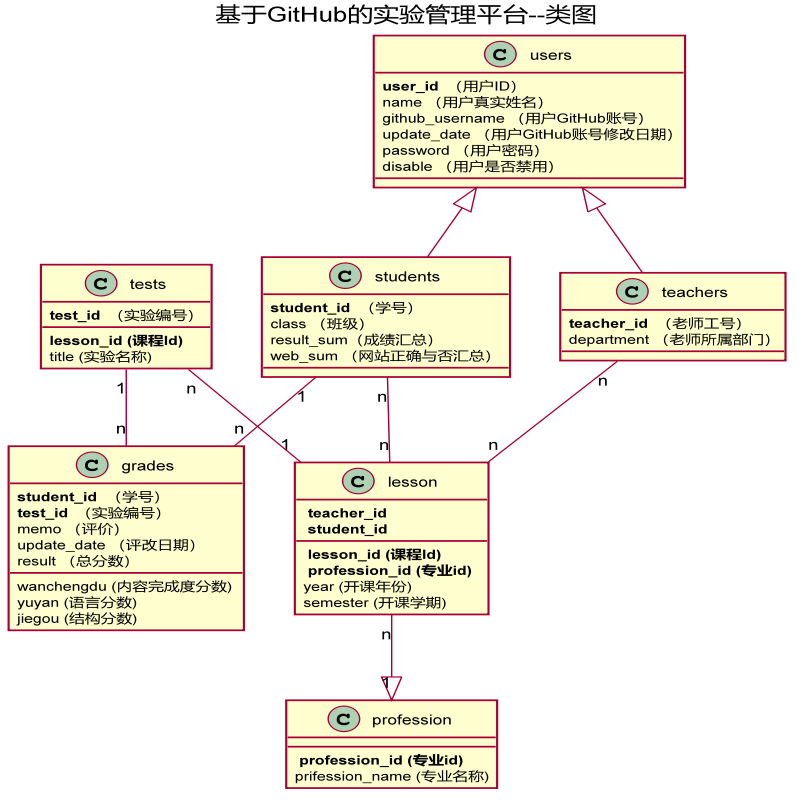 基于GitHub的实验管理平台--类图
C users
user_id （用户ID）
name （用户真实姓名）
github_username （用户GitHub账号）
update_date （用户GitHub账号修改日期）
password （用户密码）
disable （用户是否禁用）
C tests
test_id （实验编号）
lesson_id (课程Id)
title (实验名称)
C students
student_id （学号）
class （班级）
result_sum（成绩汇总）
web_sum （网站正确与否汇总）
C teachers
teacher_id （老师工号）
department （老师所属部门）
1
n
1
n
n
n
n
1
n
n
C grades
student_id （学号）
test_id （实验编号）
memo （评价）
update_date （评改日期）
result （总分数）
wanchengdu (内容完成度分数)
yuyan (语言分数)
jiegou (结构分数)
C lesson
teacher_id
student_id
lesson_id (课程Id)
profession_id (专业id)
year (开课年份)
semester (开课学期)
n
1
C profession
profession_id (专业id)
prifession_name (专业名称)